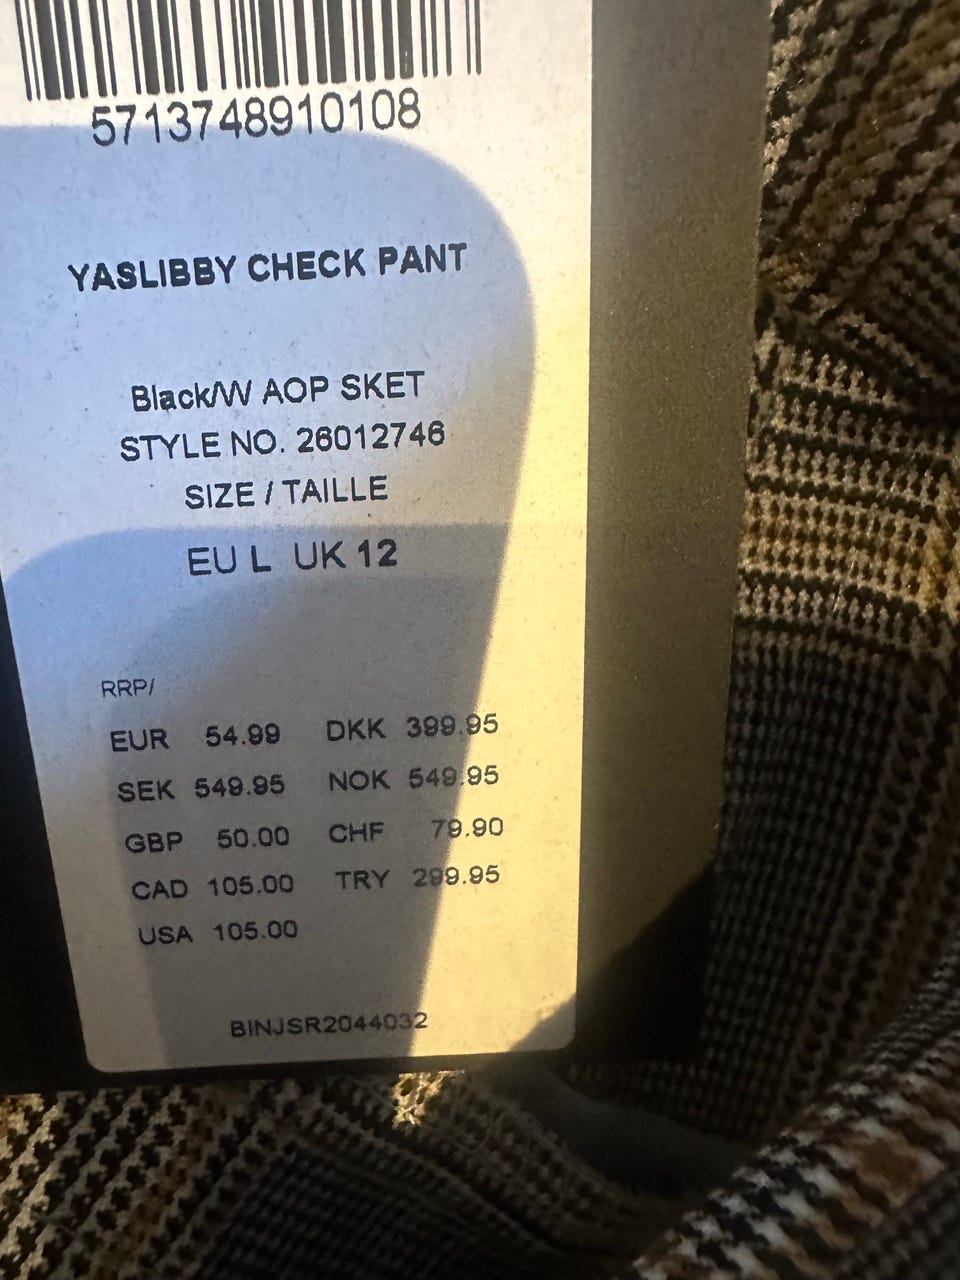 5713748910108
YASLIBBY CHECK PANT
Black/W AOP SKET
STYLE NO. 26012746
SIZE / TAILLE
EU L UK 12
RRP/
EUR 54.99 DKK 399.95
SEK 549.95 NOK 549.95
GBP 50.00 CHF 79.90
CAD 105.00 TRY 299.95
USA 105.00
BINJSR2044032